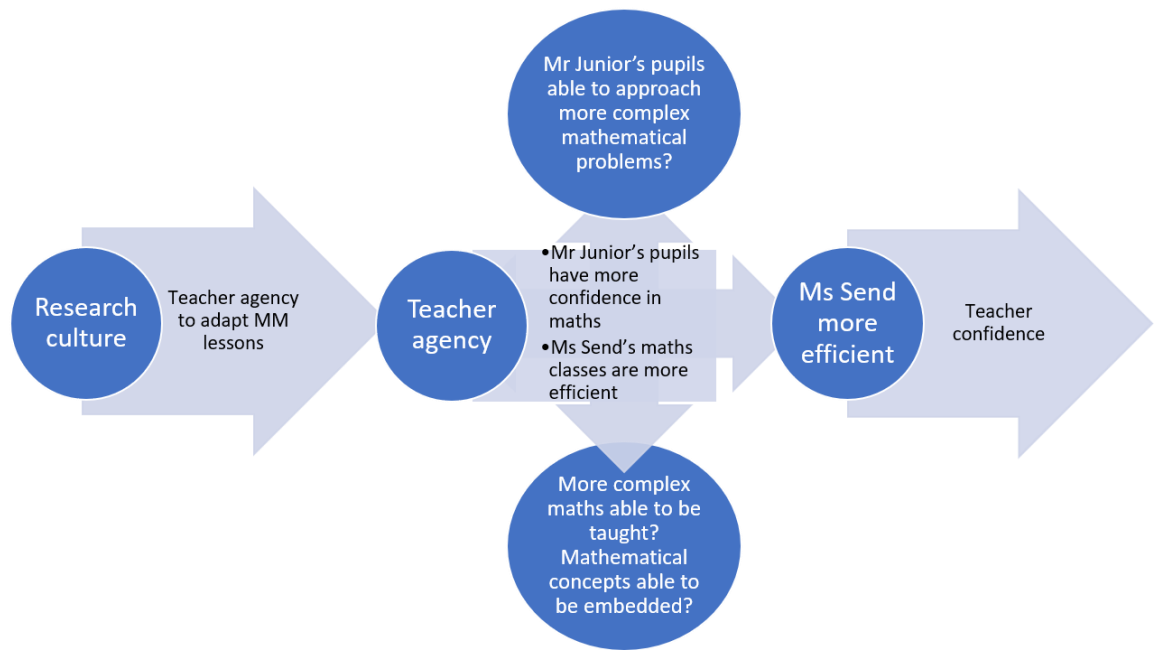 Mr Junior's pupils
able to approach
more complex
mathematical
problems?
Research
culture
Teacher agency
to adapt MM
lessons
Teacher
agency
•Mr Junior's pupils
have more
confidence in
maths
•Ms Send's maths
classes are more
efficient
Ms Send
more
efficient
Teacher
confidence
More complex
maths able to be
taught?
Mathematical
concepts able to
be embedded?